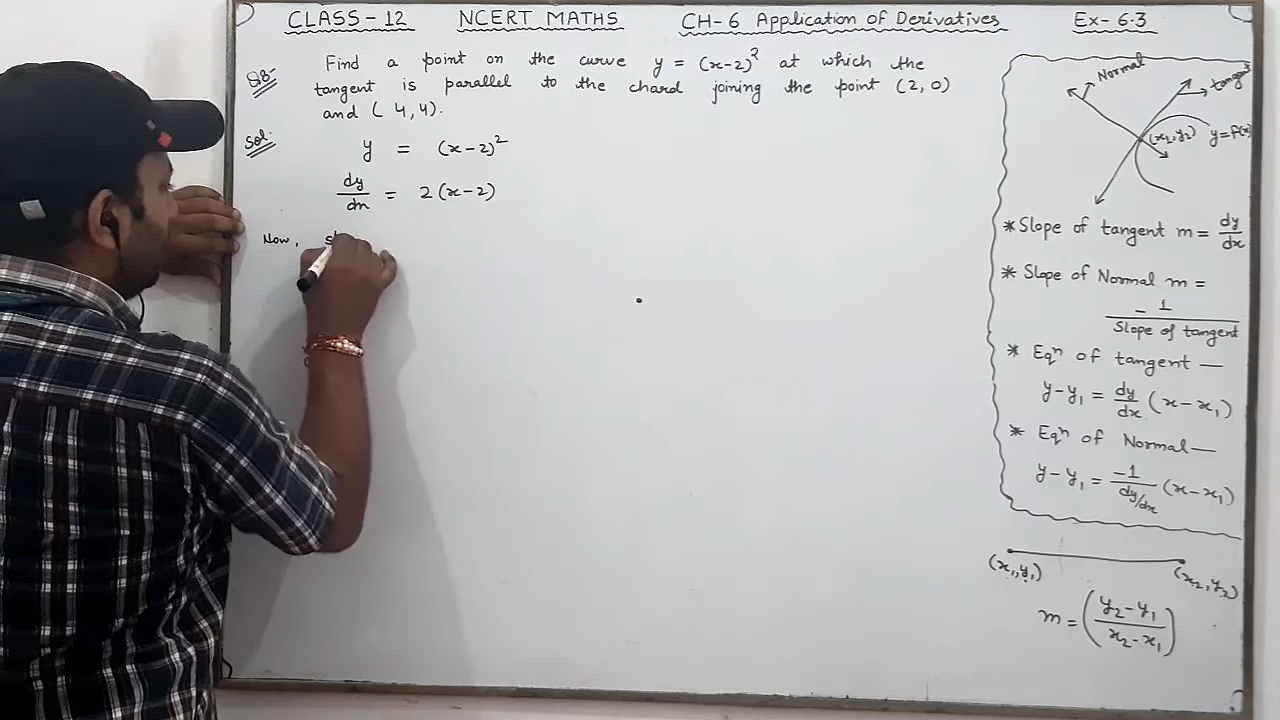 CLASS-12 NCERT MATHS CH-6 Application of Derivatives Ex-6.3
Q8- Find a point on the curve y = (x-2)² at which the
tangent is parallel to the chard joining the point (2,0)
and (4,4).
Sol.
y = (x-2)²
dy/dx = 2(x-2)
Now,
Normal
(x₁,y₂) y=f(x)
*Slope of tangent m = dy/dx
* Slope of Normal m =
- 1/Slope of tangent
* Eqⁿ of tangent —
y-y₁ = dy/dx (x-x₁)
* Eqⁿ of Normal—
y-y₁ = -1/dy/dx (x-x₁)
(x₁,y₁) (x₂,y₂)
m = (y₂-y₁/x₂-x₁)